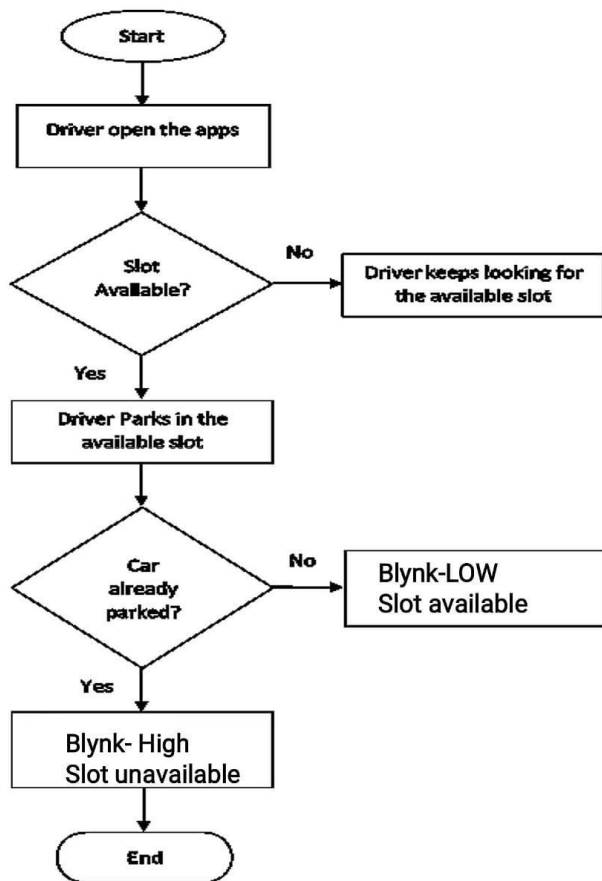 Start
Driver open the apps
Slot
Available?
No
Driver keeps looking for
the available slot
Yes
Driver Parks in the
available slot
Car
already
parked?
No
Blynk-LOW
Slot available
Yes
Blynk- High
Slot unavailable
End